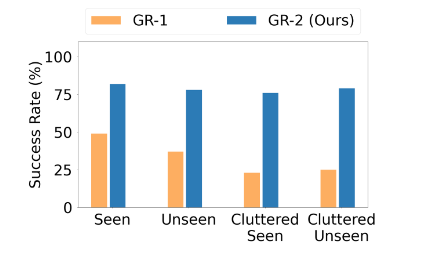 GR-1 GR-2 (Ours)
Success Rate (%)
100
75
50
25
0
Seen Unseen Cluttered Seen Cluttered Unseen